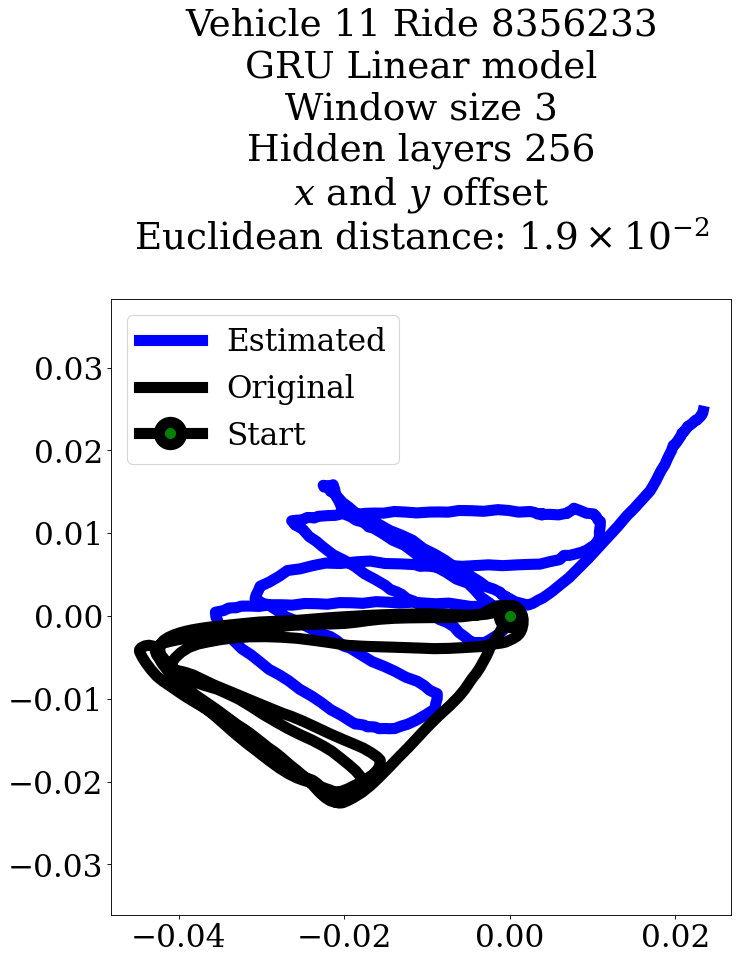 Vehicle 11 Ride 8356233
GRU Linear model
Window size 3
Hidden layers 256
x and y offset
Euclidean distance: 1.9 × 10⁻²
Estimated
Original
Start
0.03
0.02
0.01
0.00
−0.01
−0.02
−0.03
−0.04 −0.02 0.00 0.02